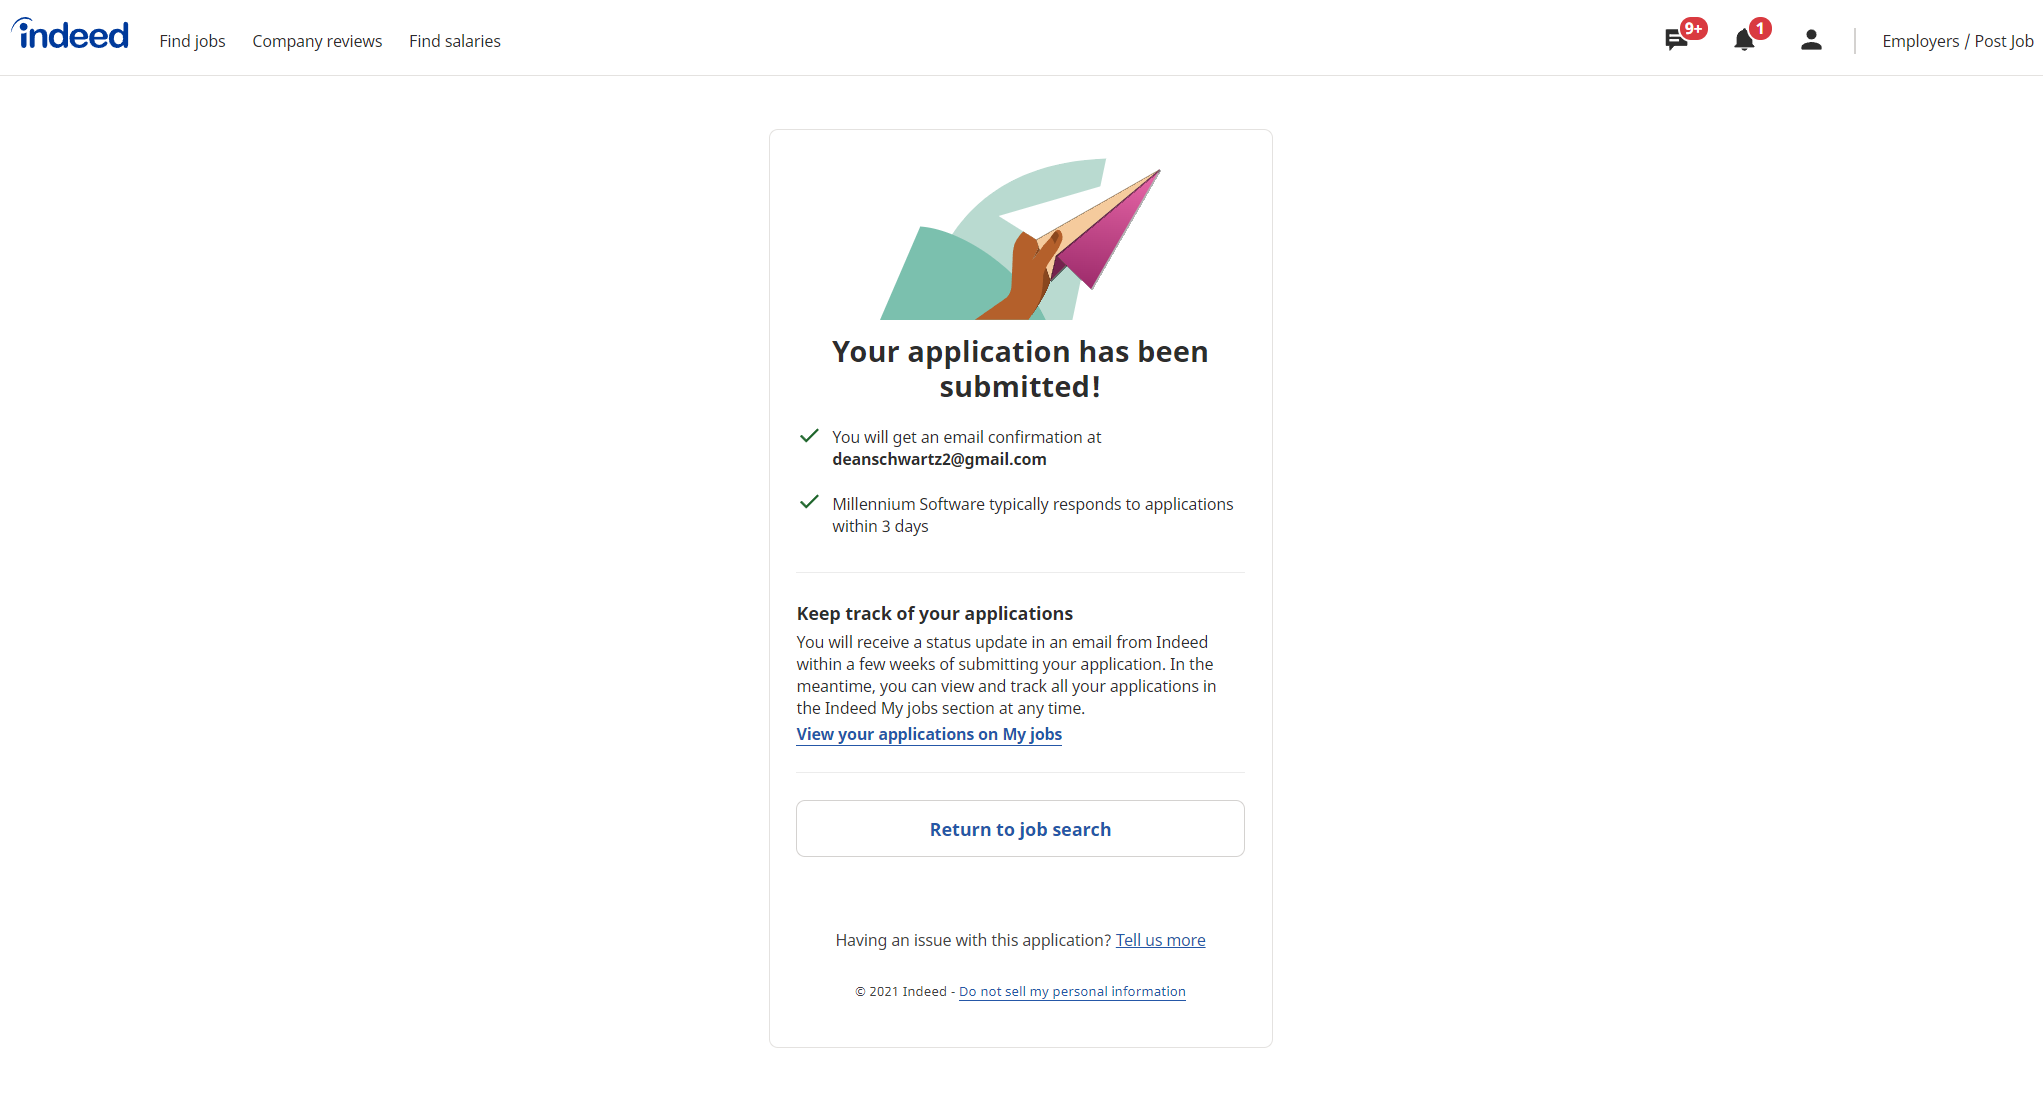 indeed
Find jobs
Company reviews
Find salaries
9+
1
Employers / Post Job
Your application has been
submitted!
You will get an email confirmation at
deanschwartz2@gmail.com
Millennium Software typically responds to applications
within 3 days
Keep track of your applications
You will receive a status update in an email from Indeed
within a few weeks of submitting your application. In the
meantime, you can view and track all your applications in
the Indeed My jobs section at any time.
View your applications on My jobs
Return to job search
Having an issue with this application? Tell us more
© 2021 Indeed - Do not sell my personal information